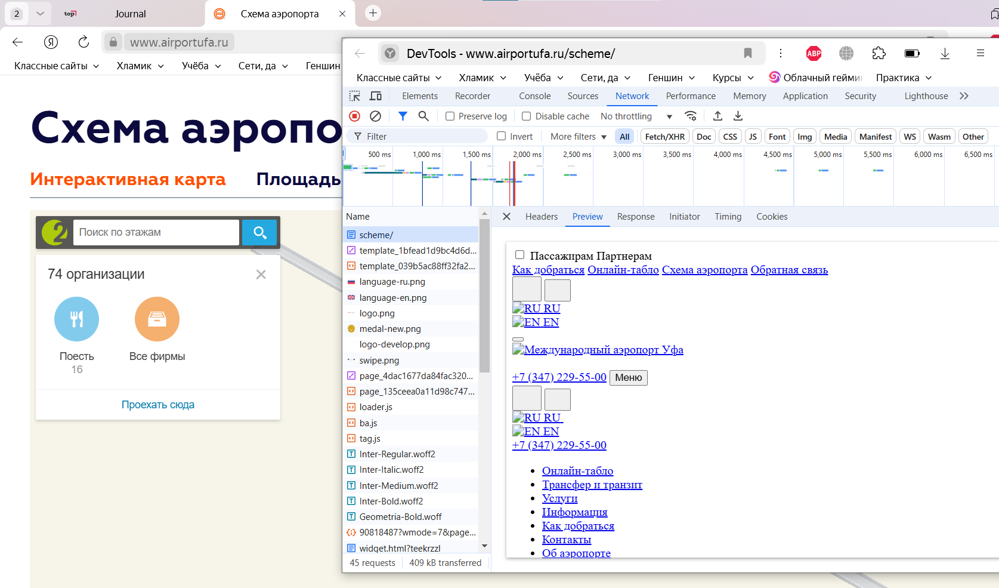 2
top
Journal
Схема аэропорта
Я
www.airportufa.ru
Классные сайты
Хламик
Учёба
Сети, да
Геншин
Схема аэропо
Интерактивная карта
Площадь
2
Поиск по этажам
74 организации
Поесть
16
Все фирмы
Проехать сюда
DevTools - www.airportufa.ru/scheme/
ABP
Классные сайты
Хламик
Учёба
Сети, да
Геншин
Курсы
Облачный гейми
Практика
Elements
Recorder
Console
Sources
Network
Performance
Memory
Application
Security
Lighthouse
Preserve log
Disable cache
No throttling
Filter
Invert
More filters
All
Fetch/XHR
Doc
CSS
JS
Font
Img
Media
Manifest
WS
Wasm
Other
500 ms
1,000 ms
1,500 ms
2,000 ms
2,500 ms
3,000 ms
3,500 ms
4,000 ms
4,500 ms
5,000 ms
5,500 ms
6,000 ms
6,500 ms
Name
scheme/
template_1bfead1d9bc4d6d...
template_039b5ac88ff32fa2...
language-ru.png
language-en.png
logo.png
medal-new.png
logo-develop.png
swipe.png
page_4dac1677da84fac320...
page_135ceea0a11d98c747...
loader.js
ba.js
tag.js
Inter-Regular.woff2
Inter-Italic.woff2
Inter-Medium.woff2
Inter-Bold.woff2
Geometria-Bold.woff
90818487?wmode=7&page...
widget.html?teekrzzl
45 requests
409 kB transferred
Headers
Preview
Response
Initiator
Timing
Cookies
Пассажирам Партнерам
Как добраться Онлайн-табло Схема аэропорта Обратная связь
RU RU
EN EN
Международный аэропорт Уфа
+7 (347) 229-55-00 Меню
RU RU
EN EN
+7 (347) 229-55-00
Онлайн-табло
Трансфер и транзит
Услуги
Информация
Как добраться
Контакты
Об аэропорте